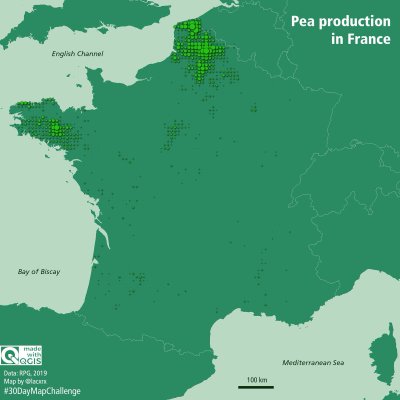 Pea production
in France
English Channel
Bay of Biscay
Mediterranean Sea
100 km
made
with
QGIS
Data: RPG, 2019
Map by @lacxrx
#30DayMapChallenge